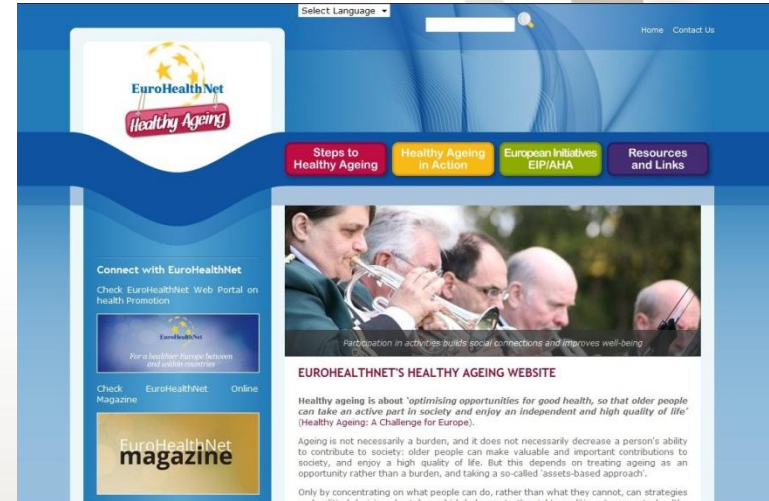 Select Language
Home Contact Us
EuroHealthNet
Healthy Ageing
Steps to
Healthy Ageing
Healthy Ageing
in Action
European Initiatives
EIP/AHA
Resources
and Links
Connect with EuroHealthNet
Check EuroHealthNet Web Portal on
health Promotion
EuroHealthNet
For a healthier Europe between
and within countries
Check EuroHealthNet Online
Magazine
EuroHealthNet
magazine
Participation in activities builds social connections and improves well-being
EUROHEALTHNET'S HEALTHY AGEING WEBSITE
Healthy ageing is about 'optimising opportunities for good health, so that older people
can take an active part in society and enjoy an independent and high quality of life'
(Healthy Ageing: A Challenge for Europe).
Ageing is not necessarily a burden, and it does not necessarily decrease a person's ability
to contribute to society: older people can make valuable and important contributions to
society, and enjoy a high quality of life. But this depends on treating ageing as an
opportunity rather than a burden, and taking a so-called 'assets-based approach'.
Only by concentrating on what people can do, rather than what they cannot, can strategies